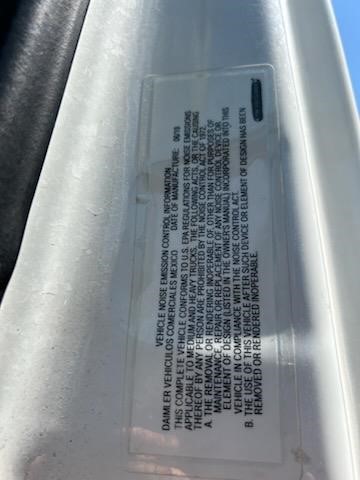 VEHICLE NOISE EMISSION CONTROL INFORMATION
DAIMLER VEHICULOS COMERCIALES MEXICO DATE OF MANUFACTURE: 06/19
THIS COMPLETE VEHICLE CONFORMS TO U.S. EPA REGULATIONS FOR NOISE EMISSIONS
APPLICABLE TO MEDIUM AND HEAVY TRUCKS. THE FOLLOWING ACTS, OR THE CAUSING
THEREOF BY ANY PERSON ARE PROHIBITED BY THE NOISE CONTROL ACT OF 1972.
A. THE REMOVAL OR RENDERING INOPERABLE OF, OTHER THAN FOR PURPOSES OF
MAINTENANCE, REPAIR OR REPLACEMENT OF ANY NOISE CONTROL DEVICE OR
ELEMENT OF DESIGN (LISTED IN THE OWNER'S MANUAL) INCORPORATED INTO THIS
VEHICLE IN COMPLIANCE WITH THE NOISE CONTROL ACT.
B. THE USE OF THIS VEHICLE AFTER SUCH DEVICE OR ELEMENT OF DESIGN HAS BEEN
REMOVED OR RENDERED INOPERABLE.